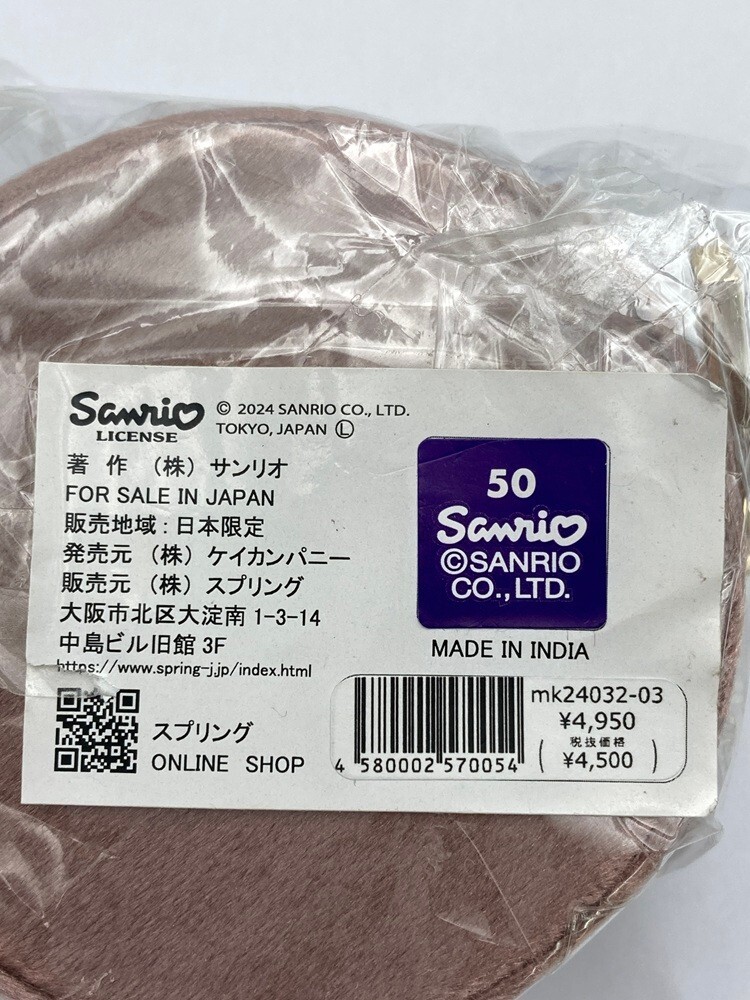 Sanrio
LICENSE
© 2024 SANRIO CO., LTD.
TOKYO, JAPAN Ⓛ
著 作 （株） サンリオ
FOR SALE IN JAPAN
販売地域：日本限定
発売元 （株） ケイカンパニー
販売元 （株） スプリング
大阪市北区大淀南 1-3-14
中島ビル旧館 3F
https://www.spring-j.jp/index.html
スプリング
ONLINE SHOP
50
Sanrio
©SANRIO
CO., LTD.
MADE IN INDIA
4 580002 570054
mk24032-03
¥4,950
税抜価格
( ¥4,500 )